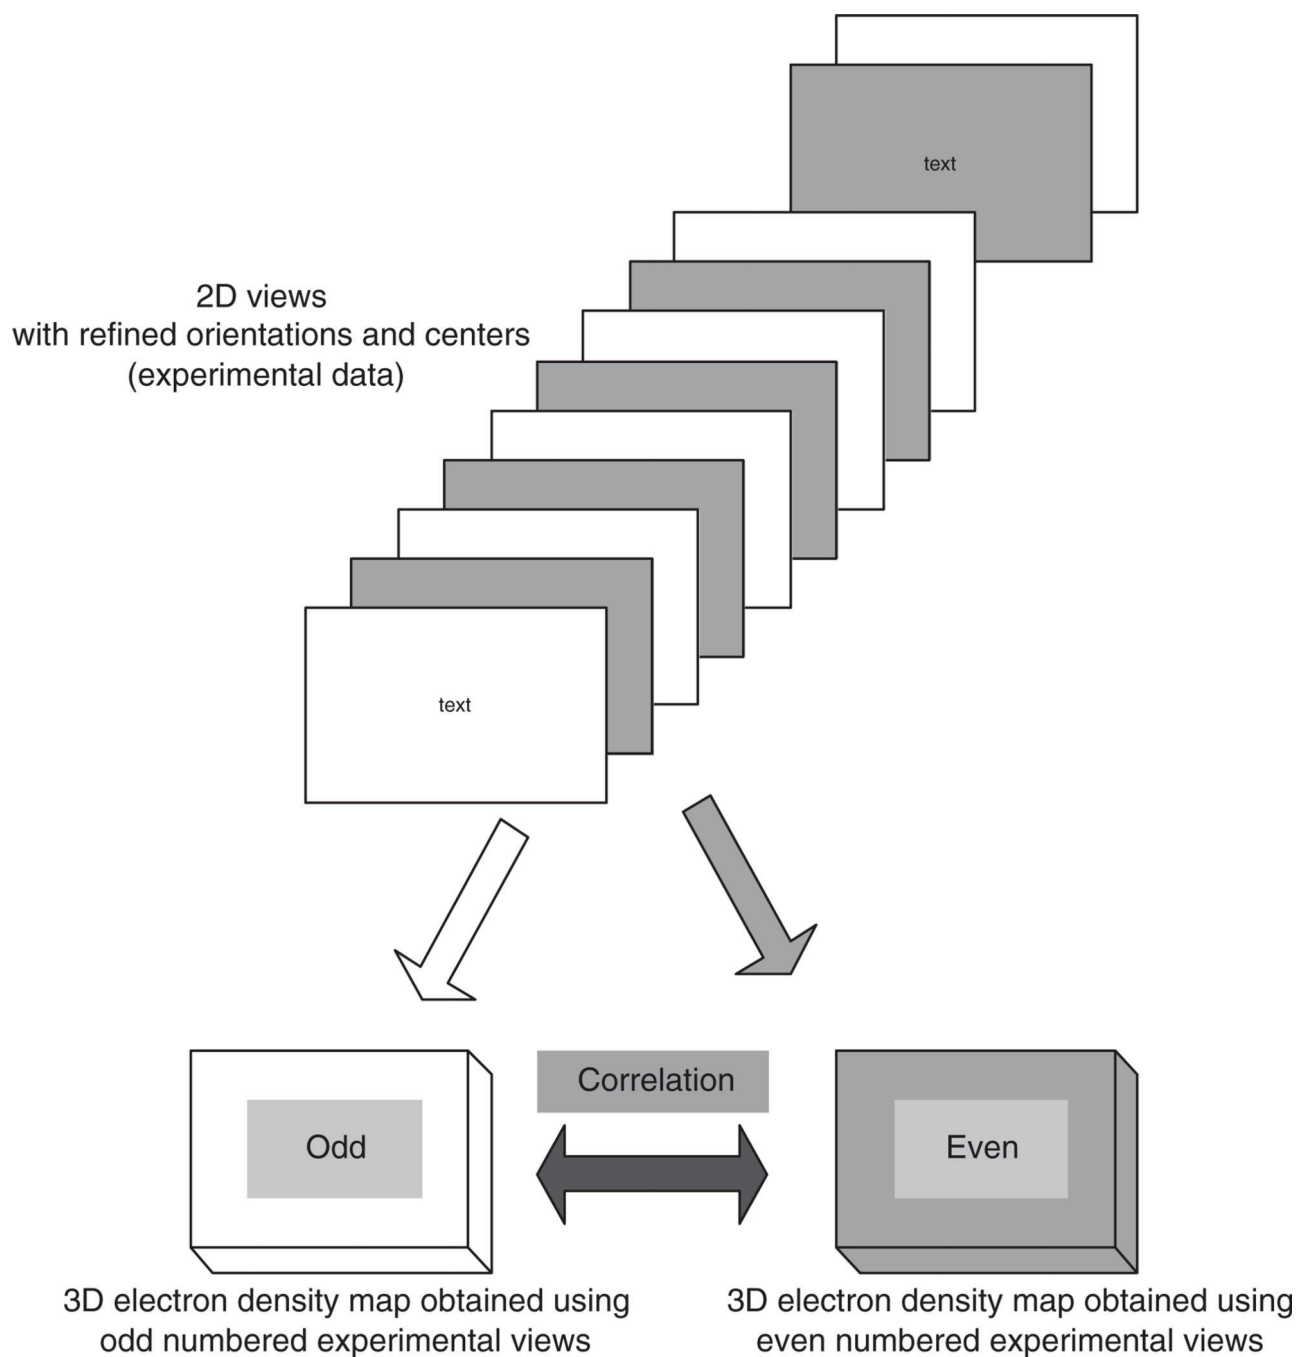 text
2D views
with refined orientations and centers
(experimental data)
text
Correlation
Odd
Even
3D electron density map obtained using
odd numbered experimental views
3D electron density map obtained using
even numbered experimental views